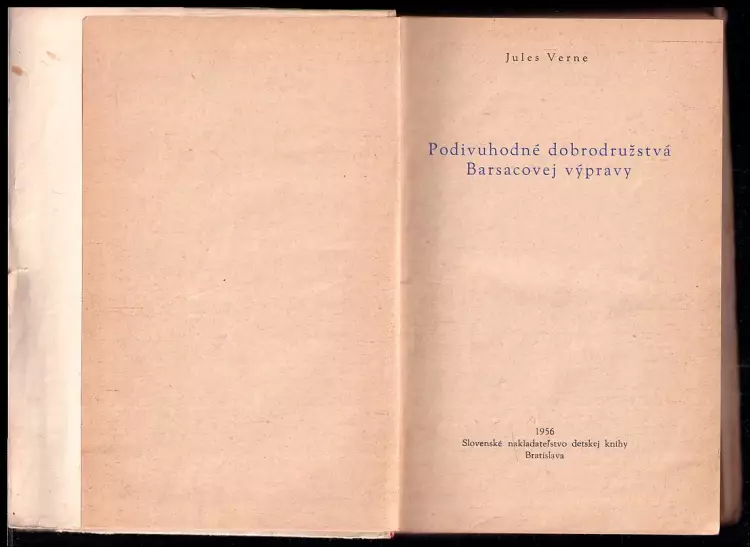 Jules Verne
Podivuhodné dobrodružstvá
Barsacovej výpravy
1956
Slovenské nakladateľstvo detskej knihy
Bratislava